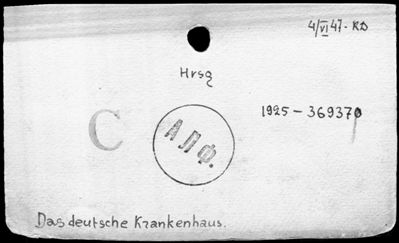 4/VI 47- KD
Hrsg
1925 - 369370
C
АЛФ.
Das deutsche Krankenhaus.